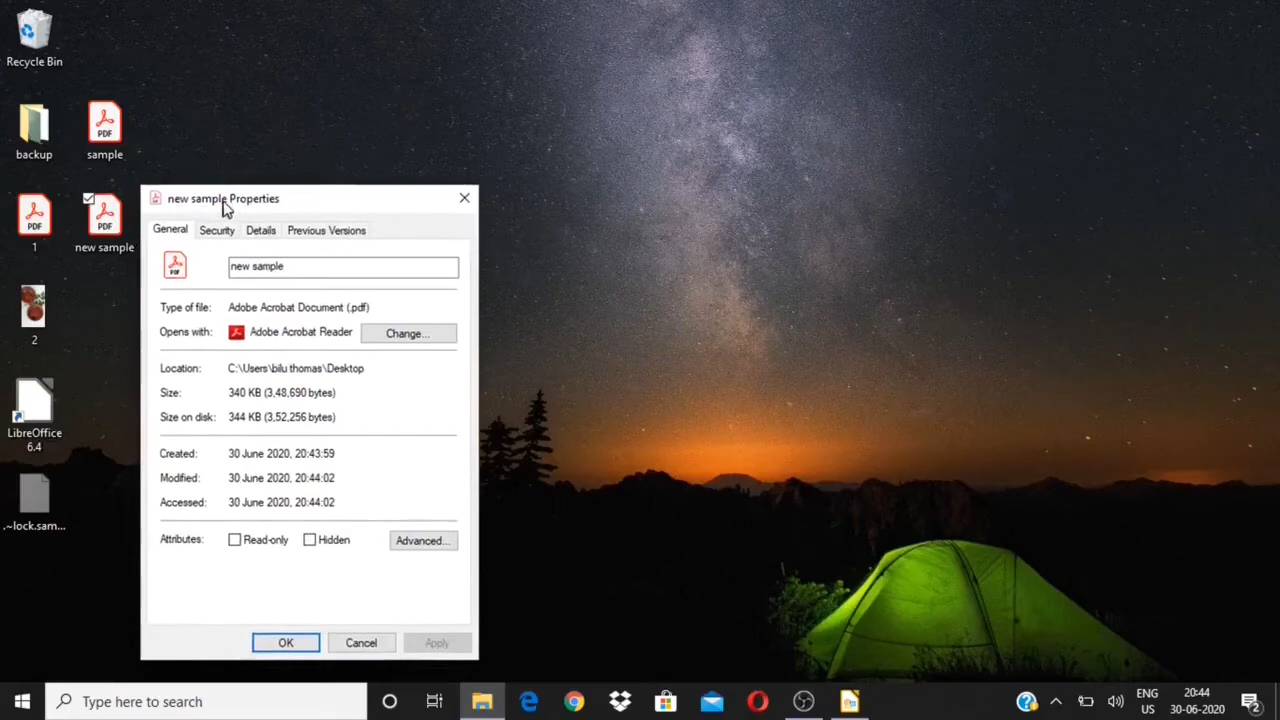 Recycle Bin
backup
PDF
sample
PDF
1
PDF
new sample
2
LibreOffice
6.4
.~lock.sam...
new sample Properties
General Security Details Previous Versions
PDF
new sample
Type of file: Adobe Acrobat Document (.pdf)
Opens with: Adobe Acrobat Reader Change...
Location: C:\Users\bilu thomas\Desktop
Size: 340 KB (3,48,690 bytes)
Size on disk: 344 KB (3,52,256 bytes)
Created: 30 June 2020, 20:43:59
Modified: 30 June 2020, 20:44:02
Accessed: 30 June 2020, 20:44:02
Attributes: Read-only Hidden Advanced...
OK Cancel Apply
Type here to search
ENG
US
20:44
30-06-2020
2